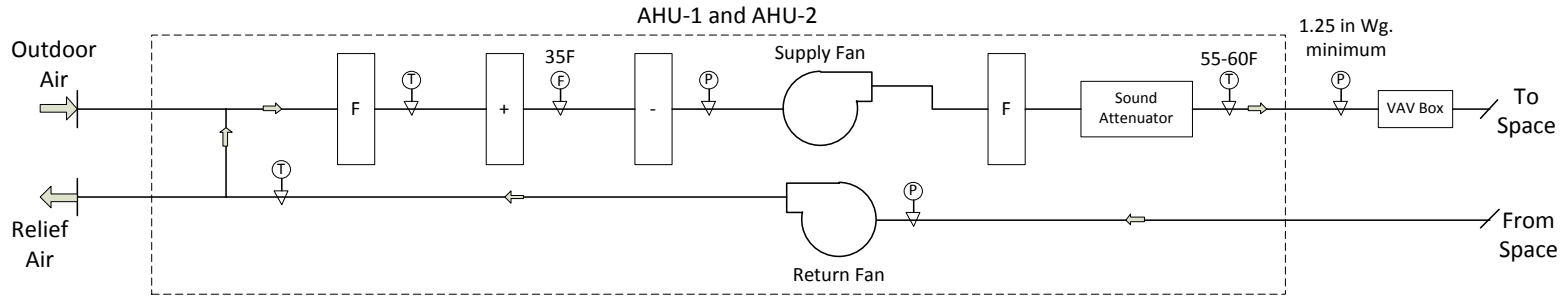 AHU-1 and AHU-2
Outdoor
Air
F
T
+
35F
F
-
P
Supply Fan
F
Sound
Attenuator
55-60F
T
1.25 in Wg.
minimum
P
VAV Box
To
Space
Relief
Air
T
Return Fan
P
From
Space